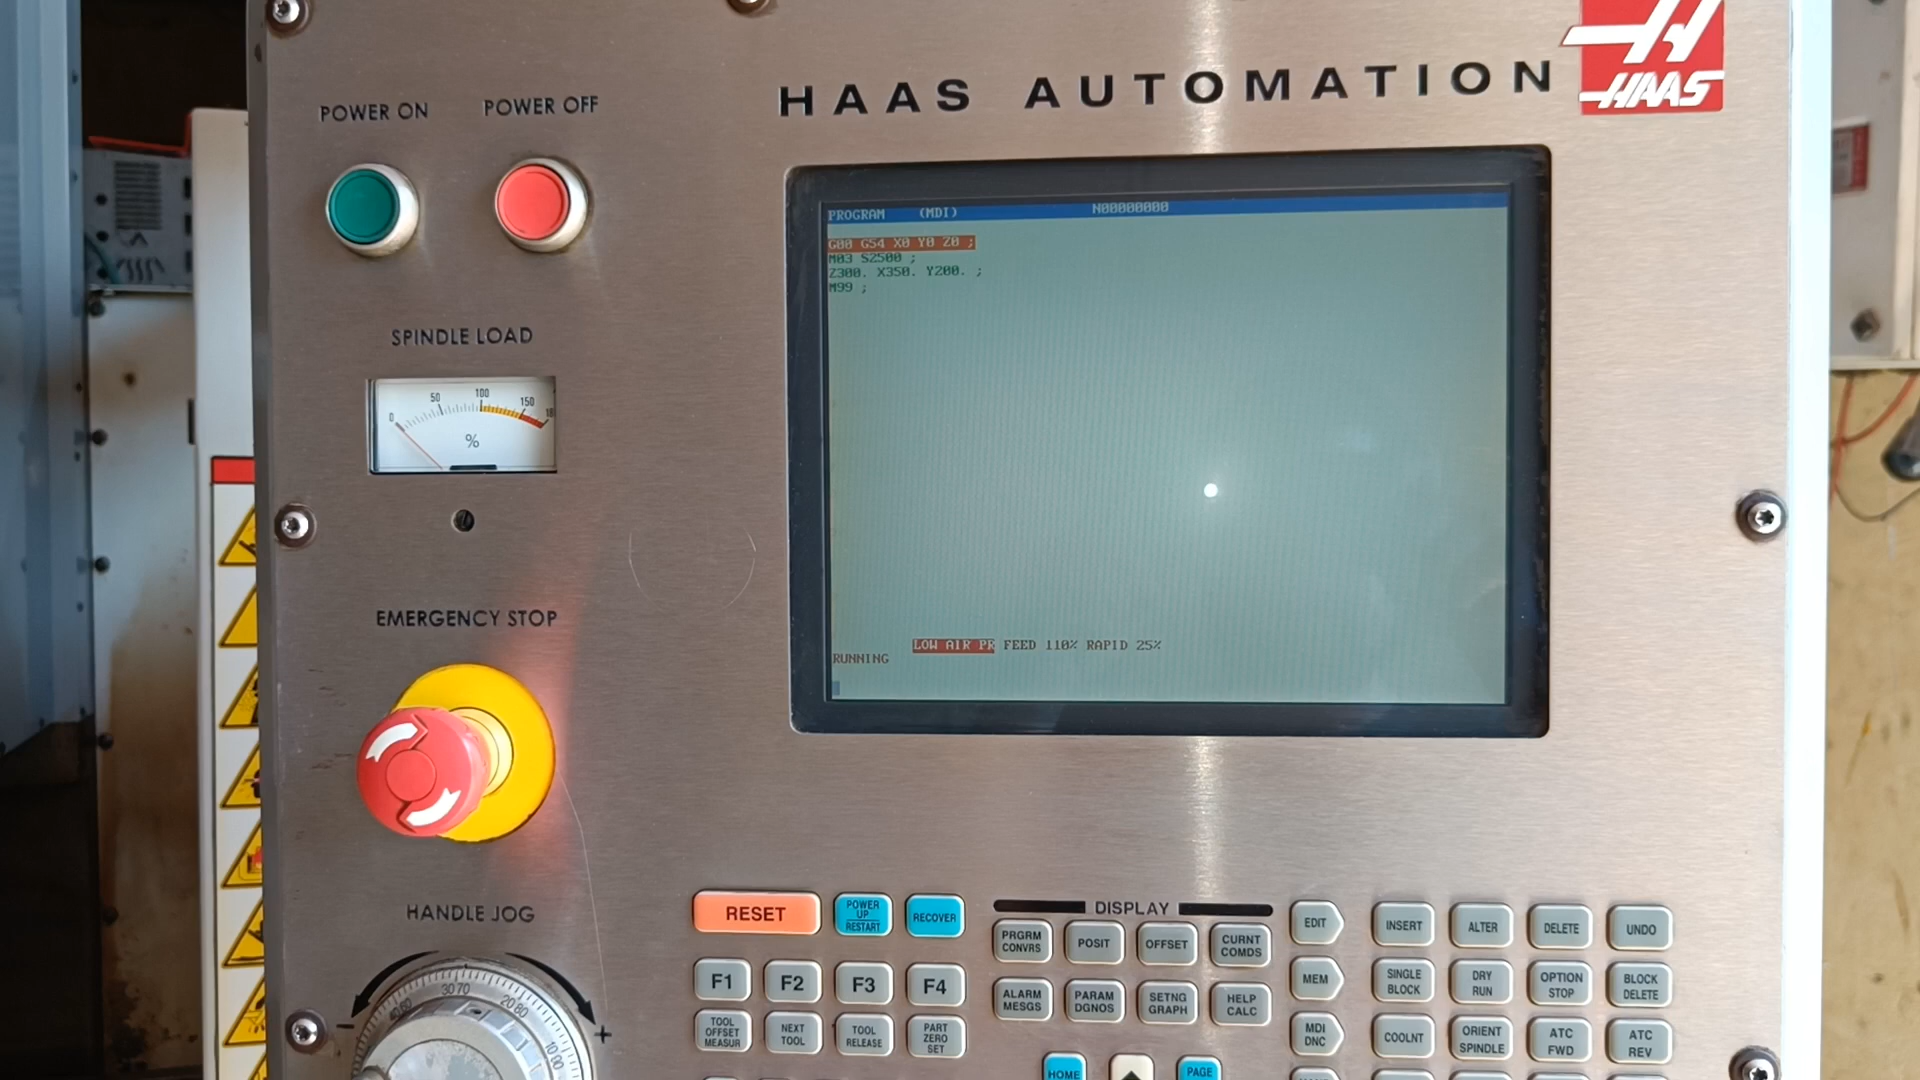 HAAS AUTOMATION
HAAS
POWER ON
POWER OFF
PROGRAM (MDI) N00000000
G00 G54 X0 Y0 Z0 ;
M03 S2500 ;
Z300. X350. Y200. ;
M99 ;
LOW AIR PR FEED 110% RAPID 25%
RUNNING
SPINDLE LOAD
0 50 100 150 18
%
EMERGENCY STOP
HANDLE JOG
- +
30 70
20 80
10 90
RESET
POWER UP RESTART
RECOVER
F1 F2 F3 F4
TOOL OFFSET MEASUR
NEXT TOOL
TOOL RELEASE
PART ZERO SET
DISPLAY
PRGRM CONVRS
POSIT
OFFSET
CURNT COMDS
ALARM MESGS
PARAM DGNOS
SETNG GRAPH
HELP CALC
HOME
PAGE
EDIT INSERT ALTER DELETE UNDO
MEM
SINGLE BLOCK
DRY RUN
OPTION STOP
BLOCK DELETE
MDI DNC
COOLNT
ORIENT SPINDLE
ATC FWD
ATC REV